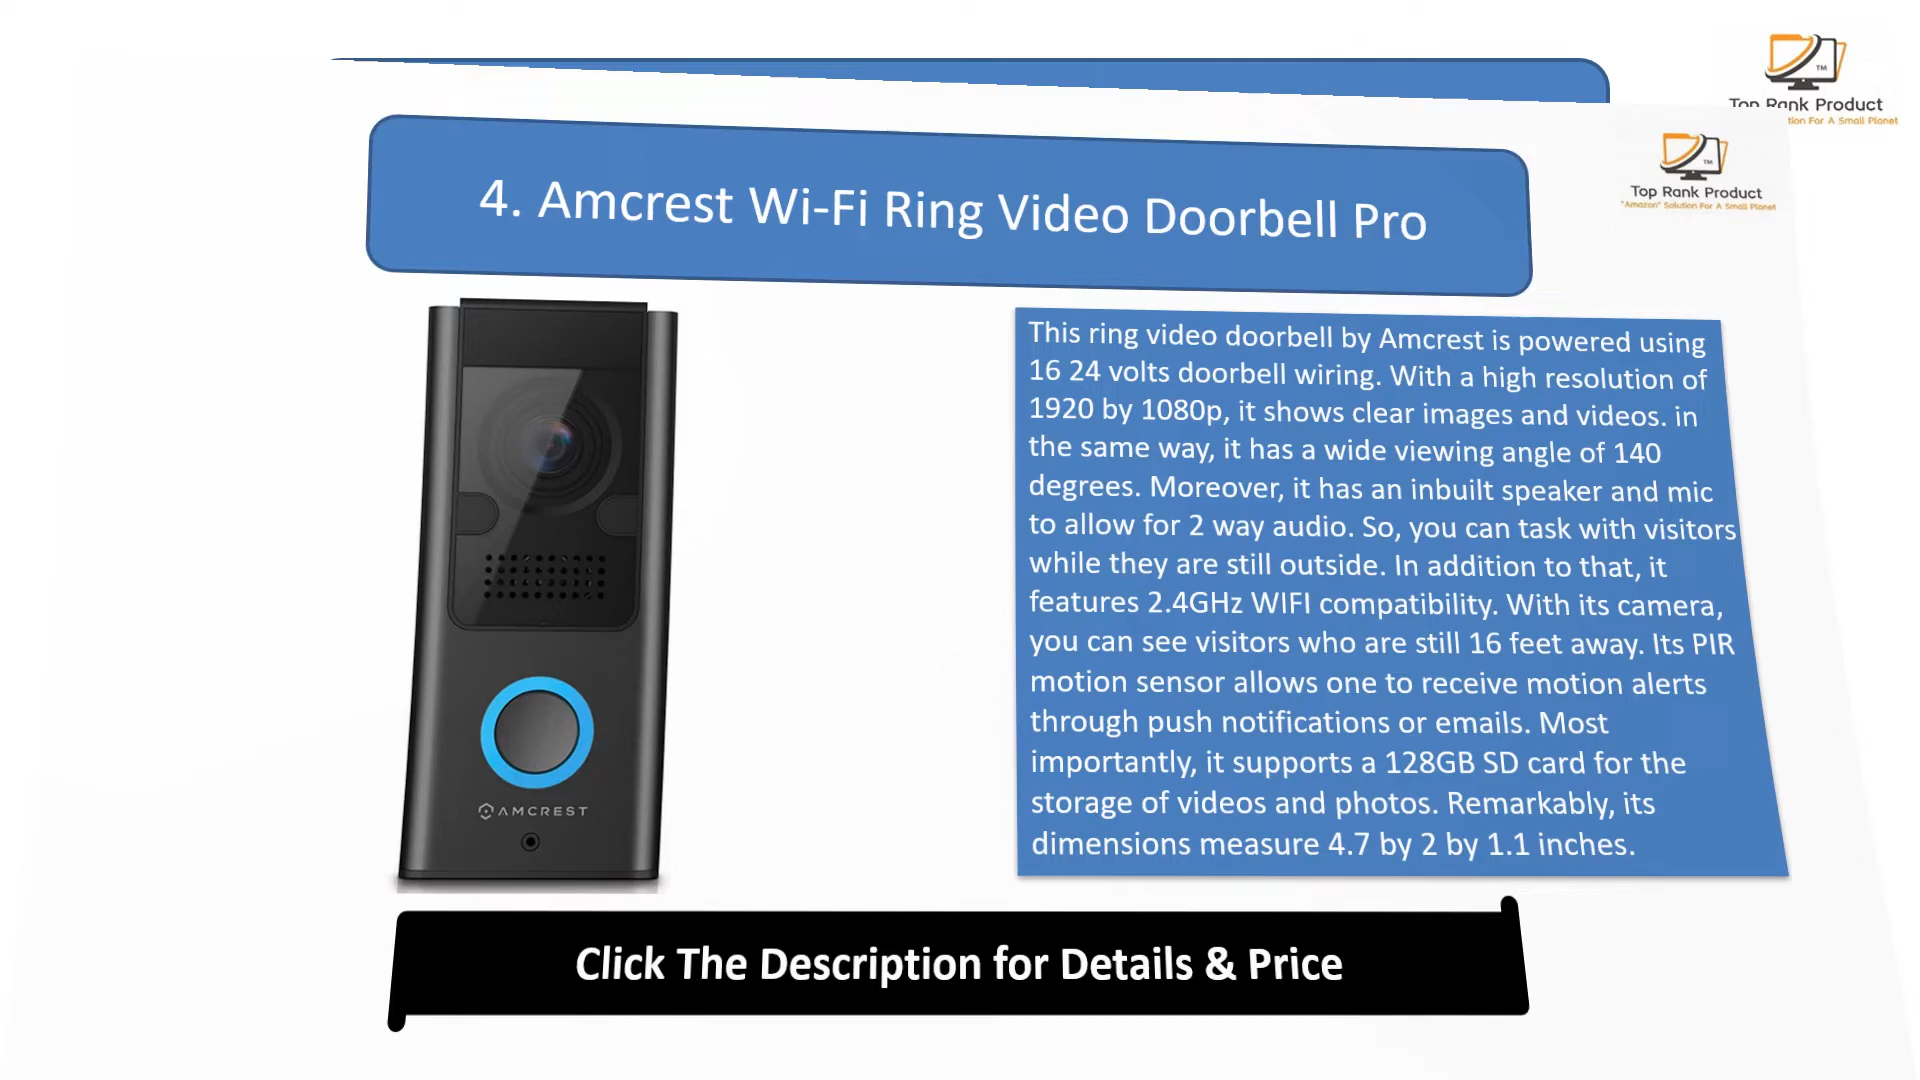 TM
Top Rank Product
tion For A Small Planet
TM
Top Rank Product
"Amazon" Solution For A Small Planet
4. Amcrest Wi-Fi Ring Video Doorbell Pro
This ring video doorbell by Amcrest is powered using
16 24 volts doorbell wiring. With a high resolution of
1920 by 1080p, it shows clear images and videos. in
the same way, it has a wide viewing angle of 140
degrees. Moreover, it has an inbuilt speaker and mic
to allow for 2 way audio. So, you can task with visitors
while they are still outside. In addition to that, it
features 2.4GHz WIFI compatibility. With its camera,
you can see visitors who are still 16 feet away. Its PIR
motion sensor allows one to receive motion alerts
through push notifications or emails. Most
importantly, it supports a 128GB SD card for the
storage of videos and photos. Remarkably, its
dimensions measure 4.7 by 2 by 1.1 inches.
AMCREST
Click The Description for Details & Price